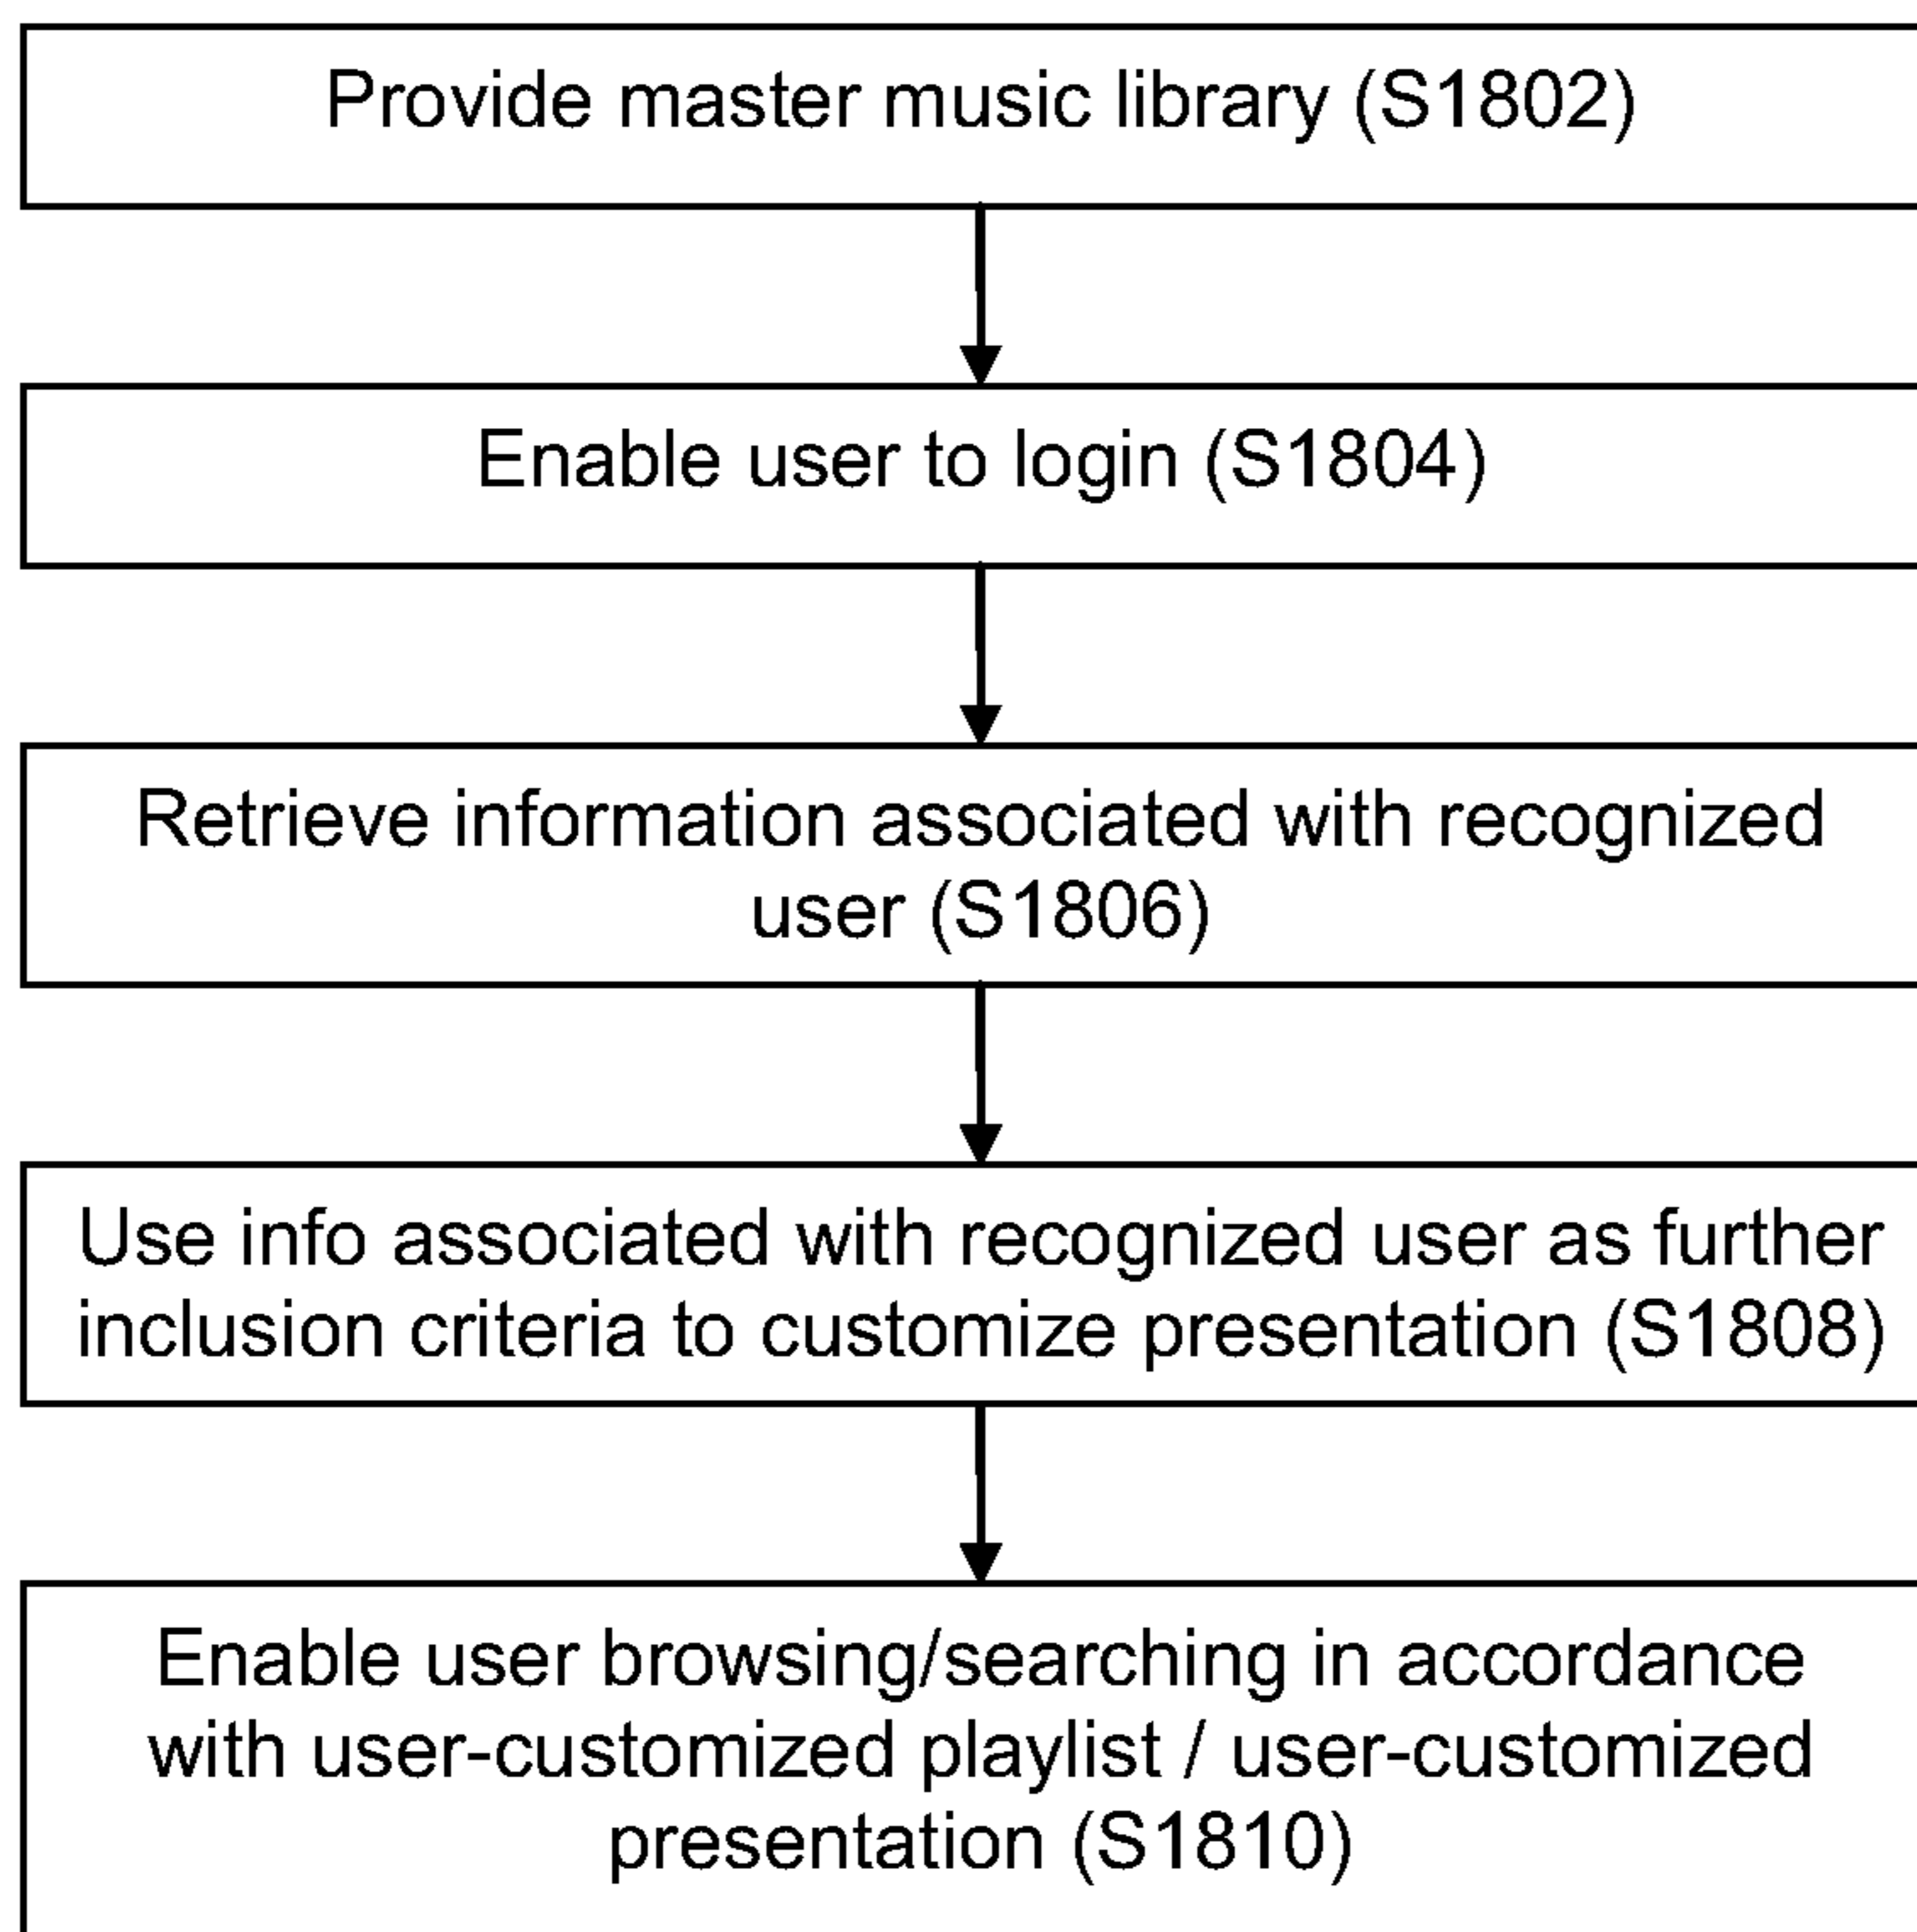 Provide master music library (S1802)
Enable user to login (S1804)
Retrieve information associated with recognized
user (S1806)
Use info associated with recognized user as further
inclusion criteria to customize presentation (S1808)
Enable user browsing/searching in accordance
with user-customized playlist / user-customized
presentation (S1810)